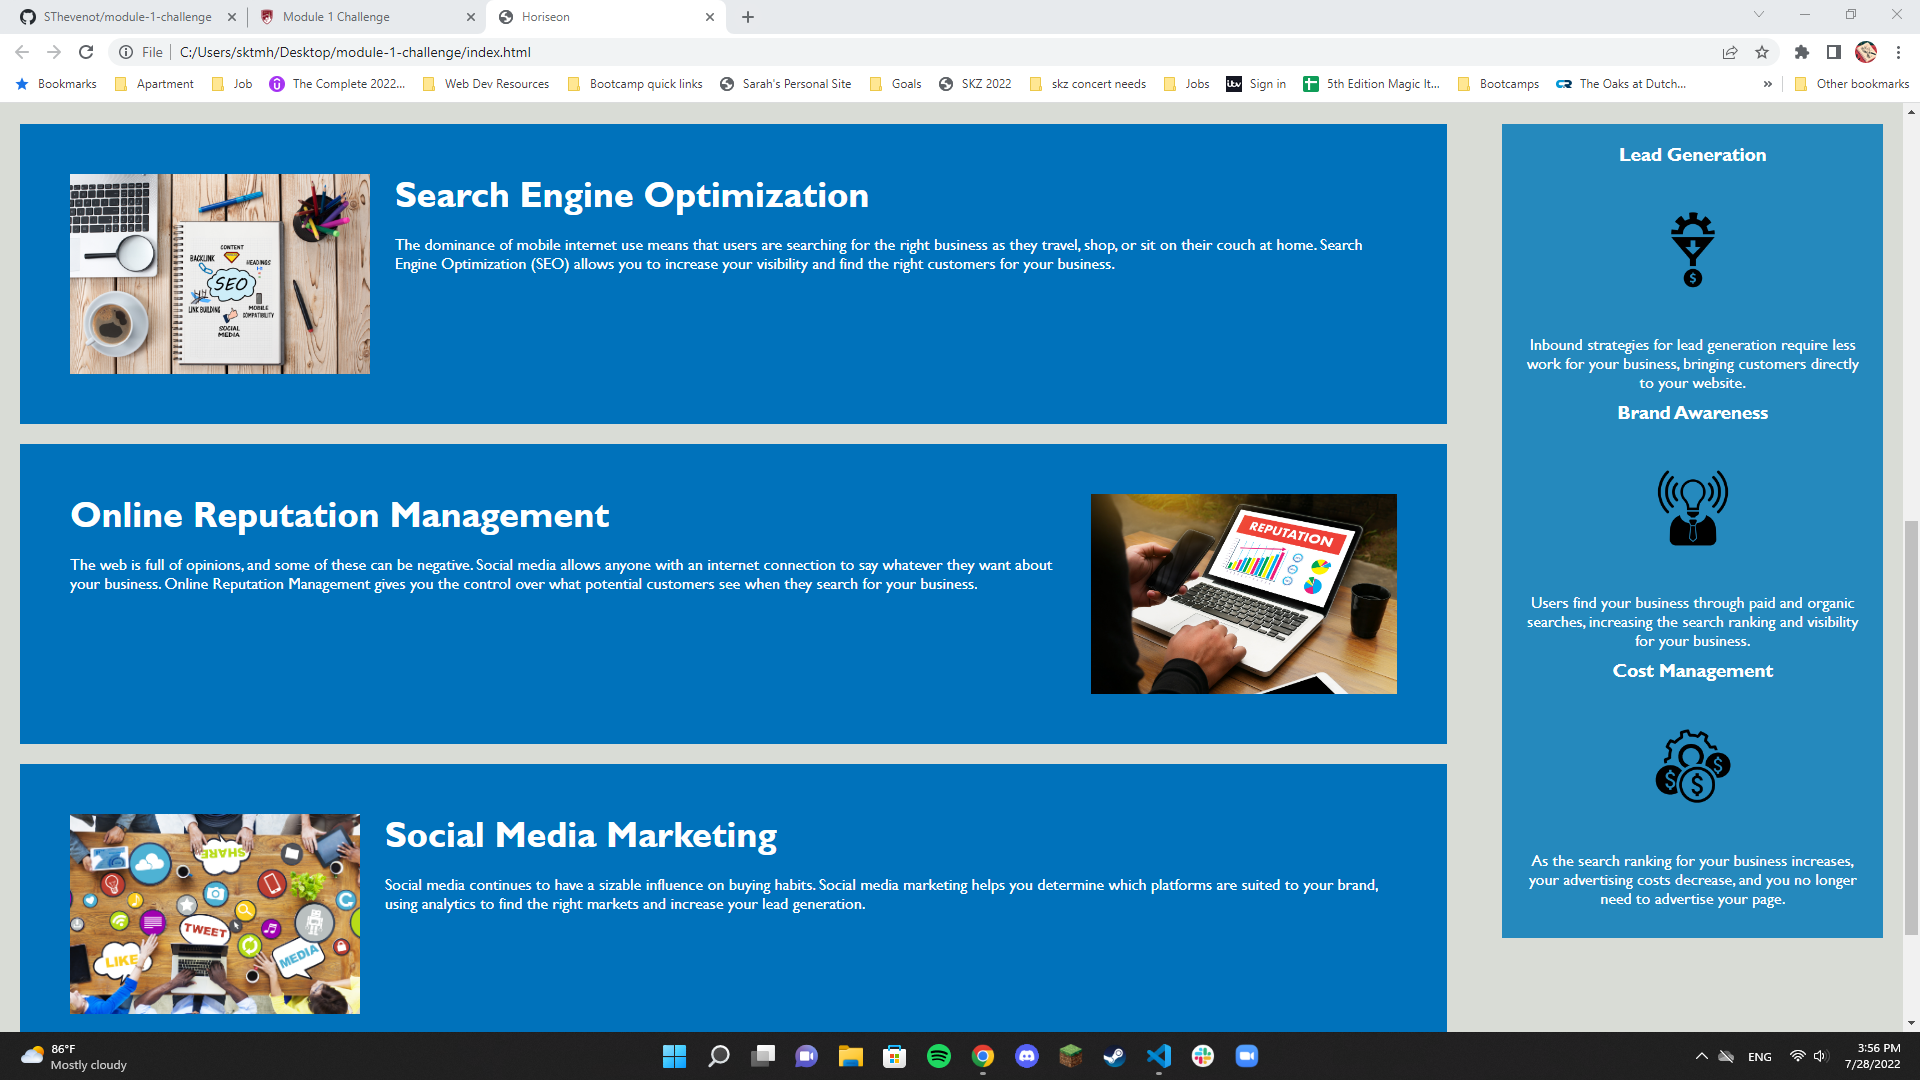 SThevenot/module-1-challenge
Module 1 Challenge
Horiseon
File
C:/Users/sktmh/Desktop/module-1-challenge/index.html
Bookmarks
Apartment
Job
The Complete 2022...
Web Dev Resources
Bootcamp quick links
Sarah's Personal Site
Goals
SKZ 2022
skz concert needs
Jobs
itv
Sign in
5th Edition Magic It...
Bootcamps
The Oaks at Dutch...
»
Other bookmarks
CONTENT
BACKLINK
HEADINGS
SEO
LINK BUILDING
MOBILE
COMPATIBILITY
SOCIAL
MEDIA
Search Engine Optimization
The dominance of mobile internet use means that users are searching for the right business as they travel, shop, or sit on their couch at home. Search
Engine Optimization (SEO) allows you to increase your visibility and find the right customers for your business.
Online Reputation Management
The web is full of opinions, and some of these can be negative. Social media allows anyone with an internet connection to say whatever they want about
your business. Online Reputation Management gives you the control over what potential customers see when they search for your business.
REPUTATION
SHARE
TWEET
LIKE
MEDIA
Social Media Marketing
Social media continues to have a sizable influence on buying habits. Social media marketing helps you determine which platforms are suited to your brand,
using analytics to find the right markets and increase your lead generation.
Lead Generation
$
Inbound strategies for lead generation require less
work for your business, bringing customers directly
to your website.
Brand Awareness
Users find your business through paid and organic
searches, increasing the search ranking and visibility
for your business.
Cost Management
$ $ $
As the search ranking for your business increases,
your advertising costs decrease, and you no longer
need to advertise your page.
86°F
Mostly cloudy
ENG
3:56 PM
7/28/2022